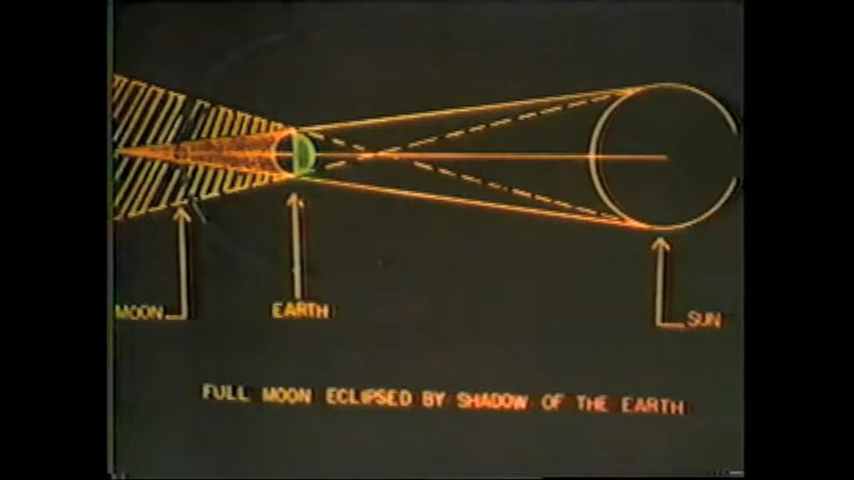 MOON
EARTH
SUN
FULL MOON ECLIPSED BY SHADOW OF THE EARTH